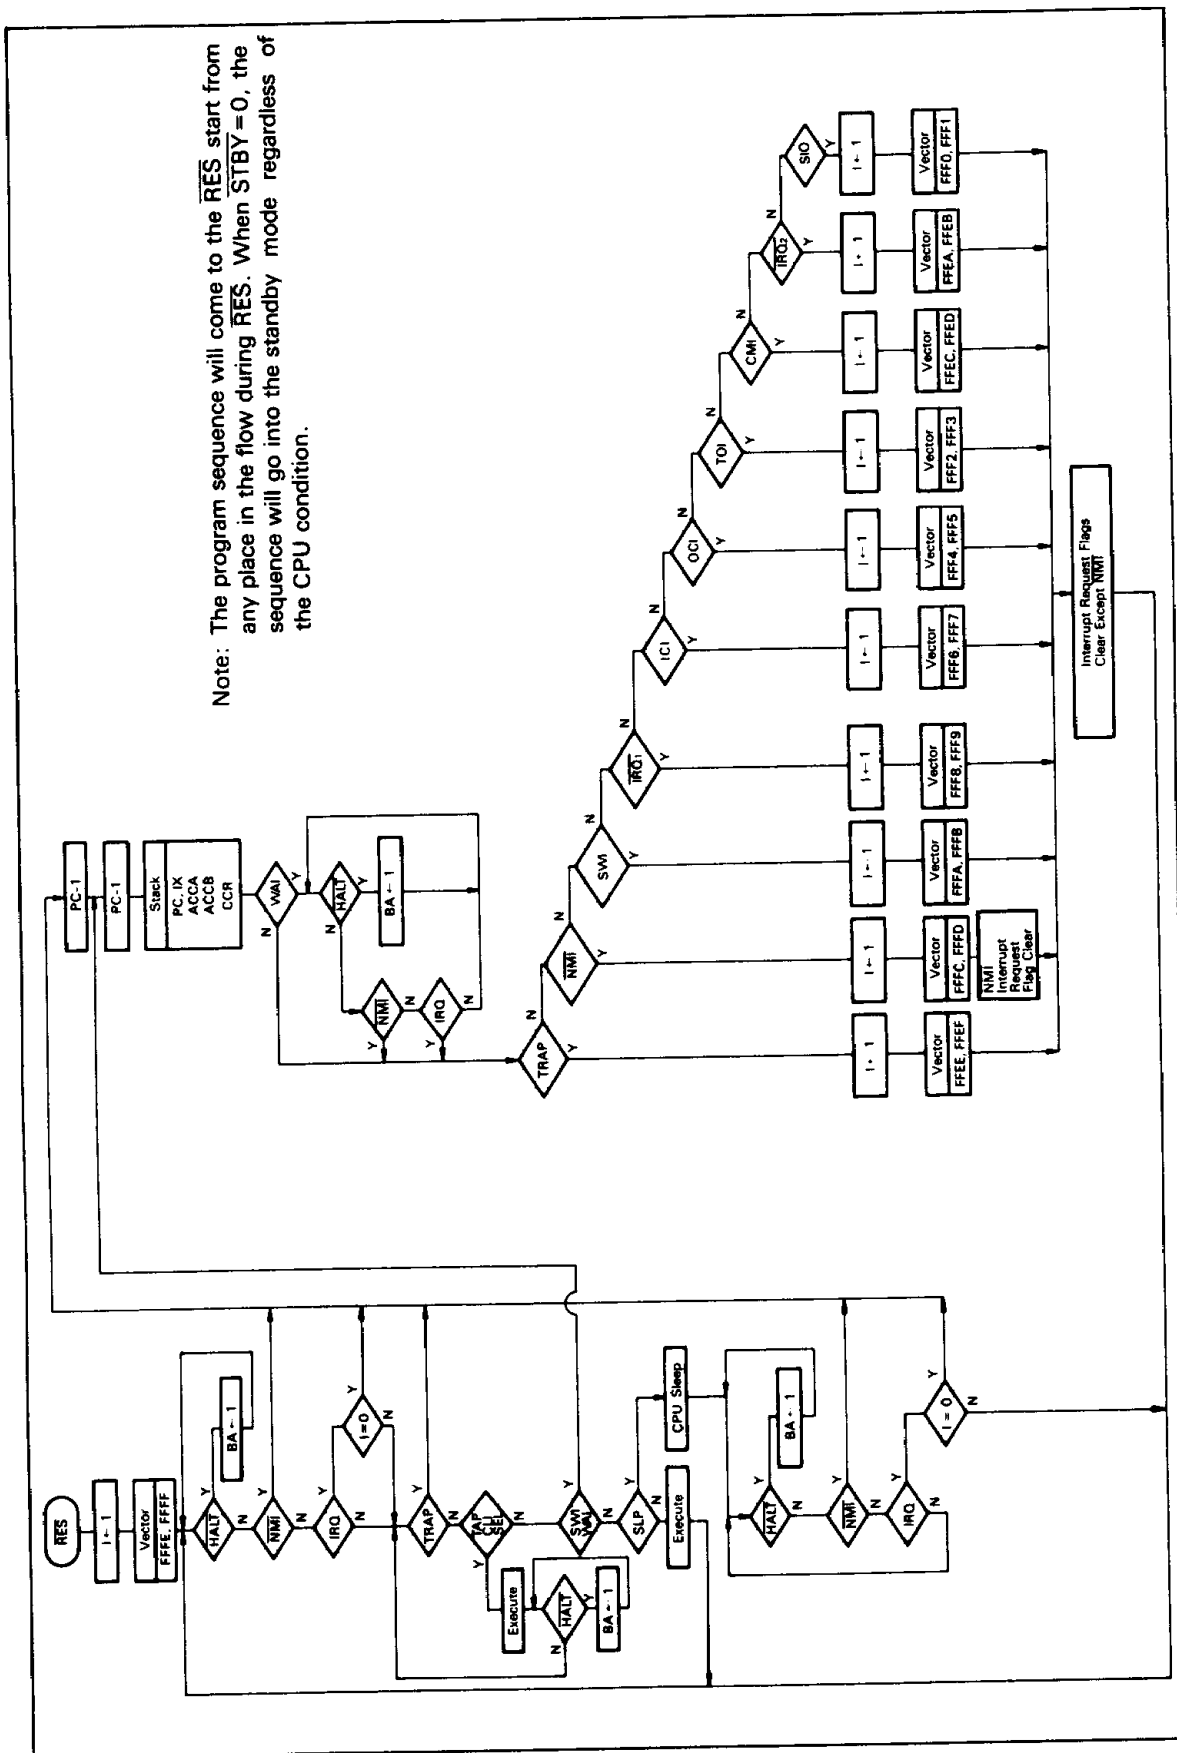 RES
I ← 1
Vector
FFFE, FFFF
HALT
Y
N
BA ← 1
NMI
Y
N
IRQ
Y
N
I = 0
Y
N
TRAP
Y
N
TAP
CLI
SEI
Y
N
Execute
HALT
Y
N
BA ← 1
SWI
WAI
Y
N
SLP
Y
N
Execute
CPU Sleep
HALT
Y
N
BA ← 1
NMI
Y
N
IRQ
Y
N
I = 0
Y
N
PC-1
PC-1
Stack
PC, IX
ACCA
ACCB
CCR
WAI
N
Y
HALT
N
Y
BA ← 1
NMI
Y
N
IRQ
Y
N
TRAP
N
Y
NMI
N
Y
SWI
N
Y
IRQ1
N
Y
ICI
N
Y
OCI
N
Y
TOI
N
Y
CMI
N
Y
IRQ2
N
Y
SIO
Y
I ← 1
I ← 1
I ← 1
I ← 1
I ← 1
I ← 1
I ← 1
I ← 1
I ← 1
I ← 1
Vector
FFEE, FFEF
Vector
FFFC, FFFD
Vector
FFFA, FFFB
Vector
FFF8, FFF9
Vector
FFF6, FFF7
Vector
FFF4, FFF5
Vector
FFF2, FFF3
Vector
FFEC, FFED
Vector
FFEA, FFEB
Vector
FFF0, FFF1
NMI
Interrupt
Request
Flag Clear
Interrupt Request Flags
Clear Except NMI
Note: The program sequence will come to the RES start from
any place in the flow during RES. When STBY=0, the
sequence will go into the standby mode regardless of
the CPU condition.